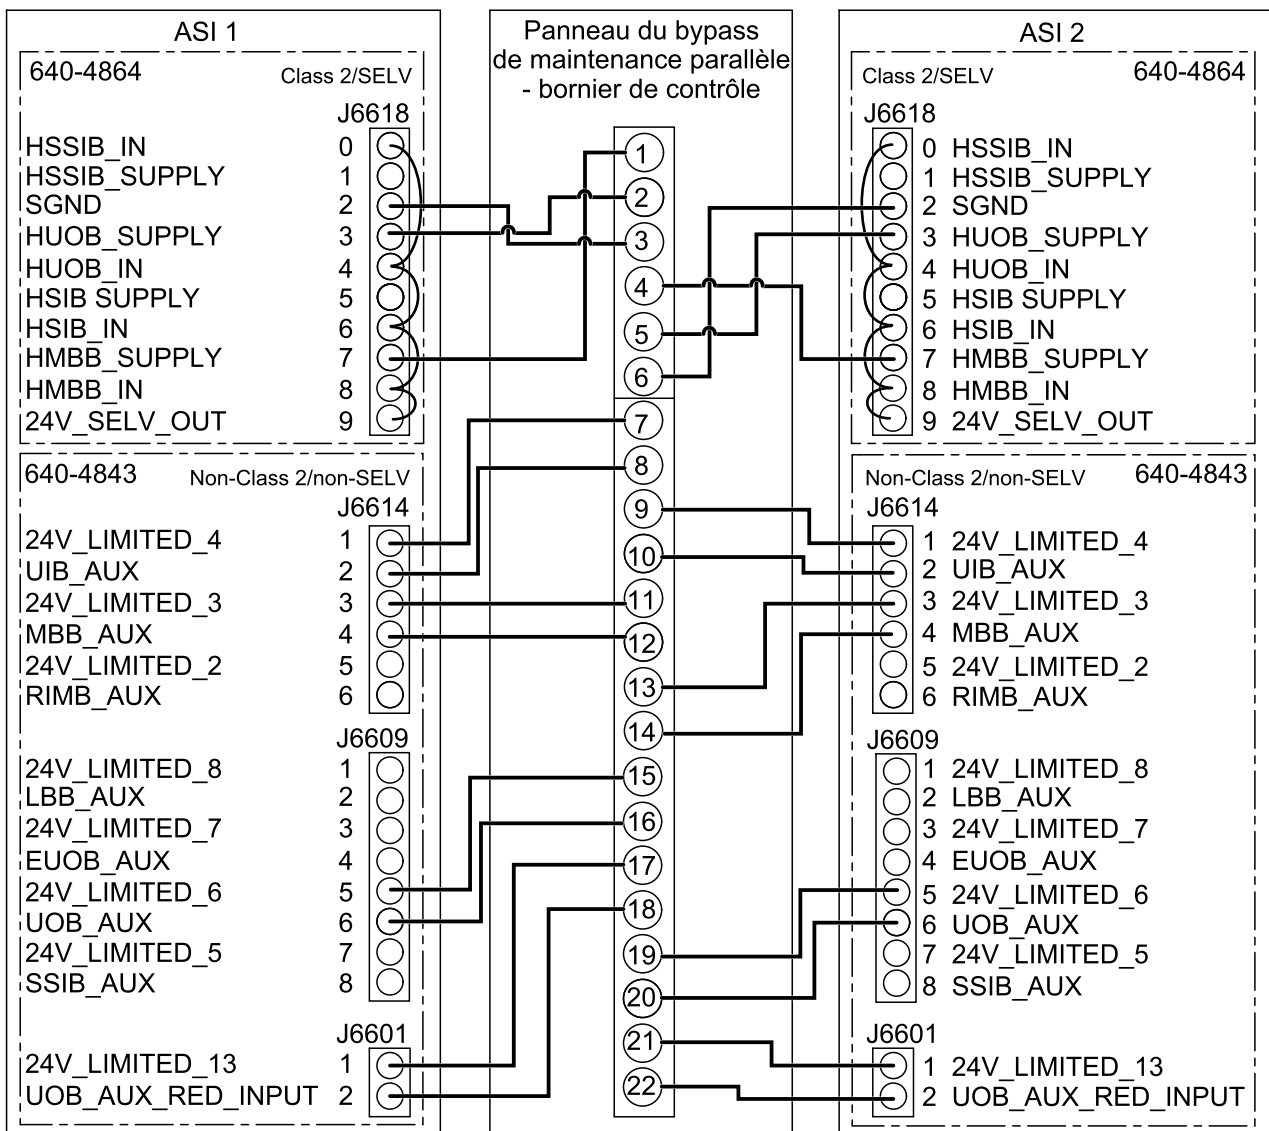 ASI 1
640-4864 Class 2/SELV
J6618
HSSIB_IN 0
HSSIB_SUPPLY 1
SGND 2
HUOB_SUPPLY 3
HUOB_IN 4
HSIB SUPPLY 5
HSIB_IN 6
HMBB_SUPPLY 7
HMBB_IN 8
24V_SELV_OUT 9
640-4843 Non-Class 2/non-SELV
J6614
24V_LIMITED_4 1
UIB_AUX 2
24V_LIMITED_3 3
MBB_AUX 4
24V_LIMITED_2 5
RIMB_AUX 6
J6609
24V_LIMITED_8 1
LBB_AUX 2
24V_LIMITED_7 3
EUOB_AUX 4
24V_LIMITED_6 5
UOB_AUX 6
24V_LIMITED_5 7
SSIB_AUX 8
J6601
24V_LIMITED_13 1
UOB_AUX_RED_INPUT 2
Panneau du bypass
de maintenance parallèle
- bornier de contrôle
1
2
3
4
5
6
7
8
9
10
11
12
13
14
15
16
17
18
19
20
21
22
ASI 2
Class 2/SELV 640-4864
J6618
0 HSSIB_IN
1 HSSIB_SUPPLY
2 SGND
3 HUOB_SUPPLY
4 HUOB_IN
5 HSIB SUPPLY
6 HSIB_IN
7 HMBB_SUPPLY
8 HMBB_IN
9 24V_SELV_OUT
Non-Class 2/non-SELV 640-4843
J6614
1 24V_LIMITED_4
2 UIB_AUX
3 24V_LIMITED_3
4 MBB_AUX
5 24V_LIMITED_2
6 RIMB_AUX
J6609
1 24V_LIMITED_8
2 LBB_AUX
3 24V_LIMITED_7
4 EUOB_AUX
5 24V_LIMITED_6
6 UOB_AUX
7 24V_LIMITED_5
8 SSIB_AUX
J6601
1 24V_LIMITED_13
2 UOB_AUX_RED_INPUT